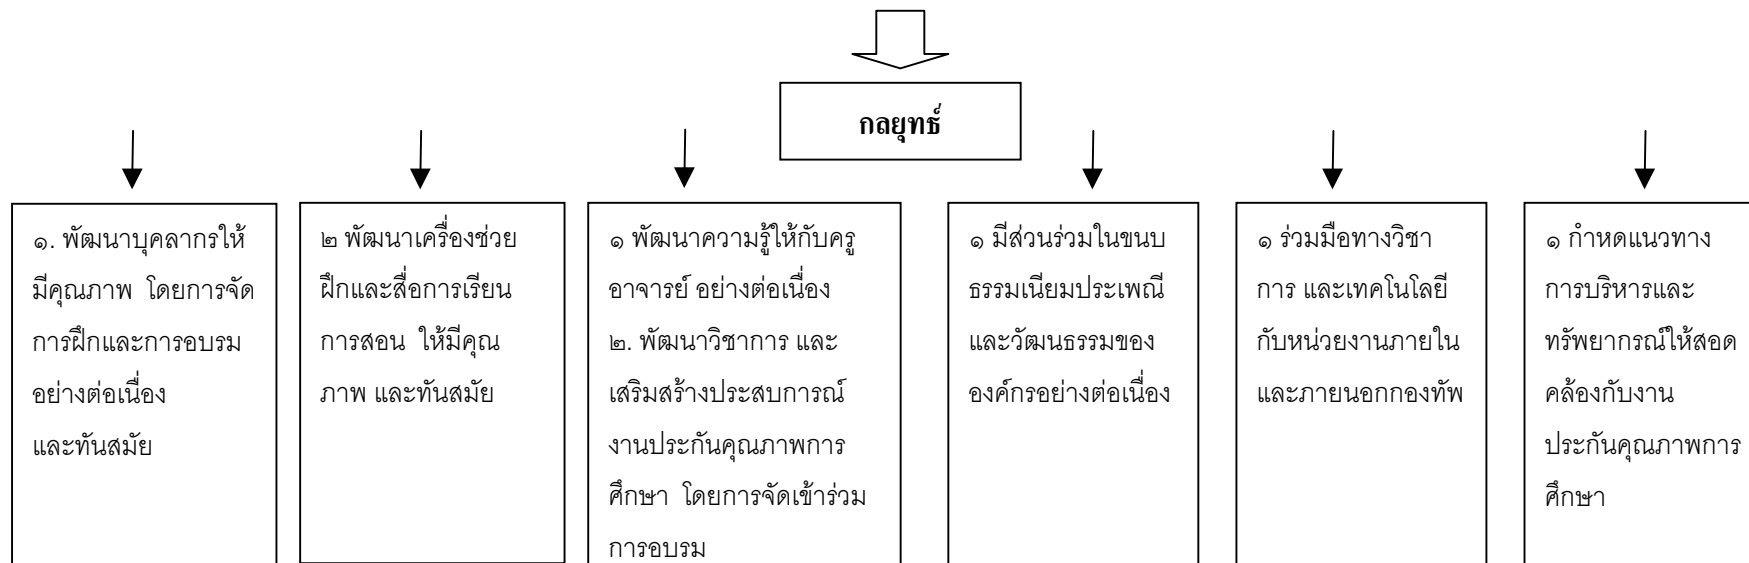 กลยุทธ์
๑. พัฒนาบุคลากรให้
มีคุณภาพ โดยการจัด
การฝึกและการอบรม
อย่างต่อเนื่อง
และทันสมัย
๒ พัฒนาเครื่องช่วย
ฝึกและสื่อการเรียน
การสอน ให้มีคุณ
ภาพ และทันสมัย
๑ พัฒนาความรู้ให้กับครู
อาจารย์ อย่างต่อเนื่อง
๒. พัฒนาวิชาการ และ
เสริมสร้างประสบการณ์
งานประกันคุณภาพการ
ศึกษา โดยการจัดเข้าร่วม
การอบรม
๑ มีส่วนร่วมในขนบ
ธรรมเนียมประเพณี
และวัฒนธรรมของ
องค์กรอย่างต่อเนื่อง
๑ ร่วมมือทางวิชา
การ และเทคโนโลยี
กับหน่วยงานภายใน
และภายนอกกองทัพ
๑ กำหดแนวทาง
การบริหารและ
ทรัพยากรณ์ให้สอด
คล้องกับงาน
ประกันคุณภาพการ
ศึกษา